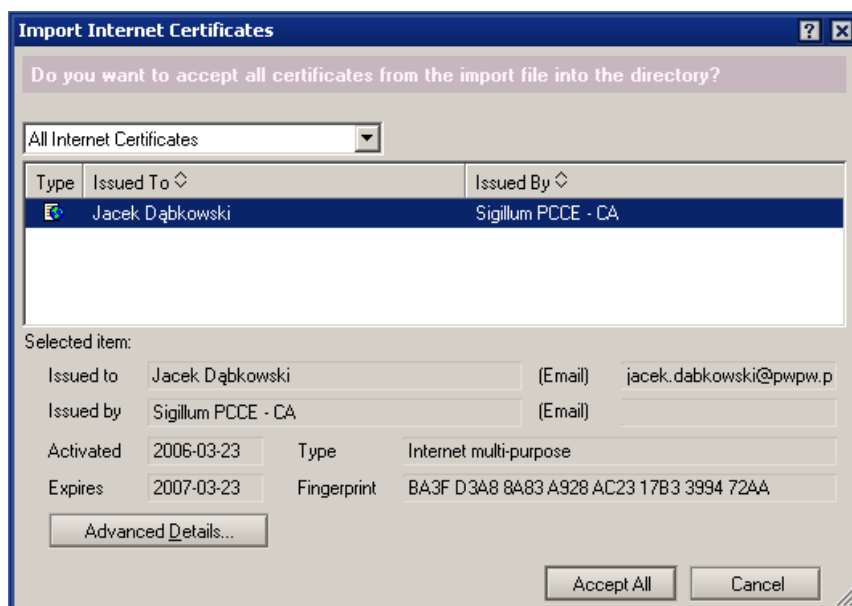 Import Internet Certificates
Do you want to accept all certificates from the import file into the directory?
All Internet Certificates
Type Issued To Issued By
Jacek Dąbkowski Sigillum PCCE - CA
Selected item:
Issued to Jacek Dąbkowski (Email) jacek.dabkowski@pwpw.p
Issued by Sigillum PCCE - CA (Email)
Activated 2006-03-23 Type Internet multi-purpose
Expires 2007-03-23 Fingerprint BA3F D3A8 8A83 A928 AC23 17B3 3994 72AA
Advanced Details...
Accept All Cancel